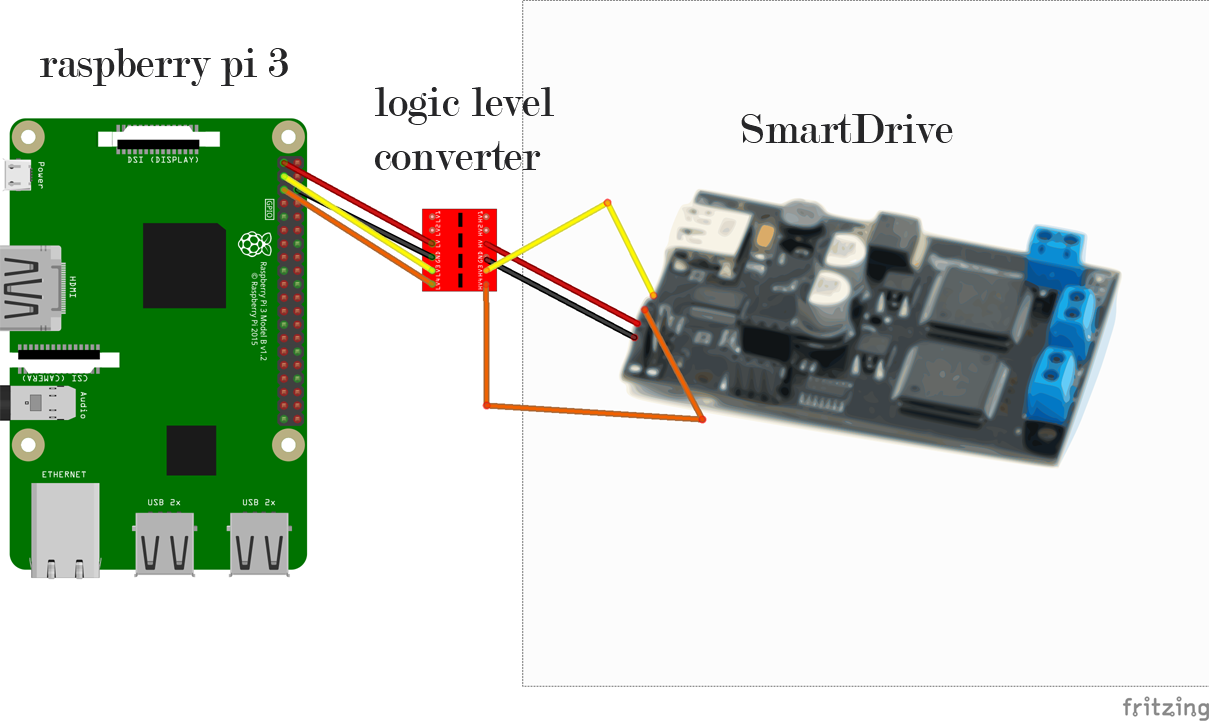 raspberry pi 3
logic level
converter
SmartDrive
DSI (DISPLAY)
Power
GPIO
HDMI
Raspberry Pi 3 Model B v1.2
© Raspberry Pi 2015
CSI (CAMERA)
Audio
ETHERNET
USB 2x
USB 2x
fritzing